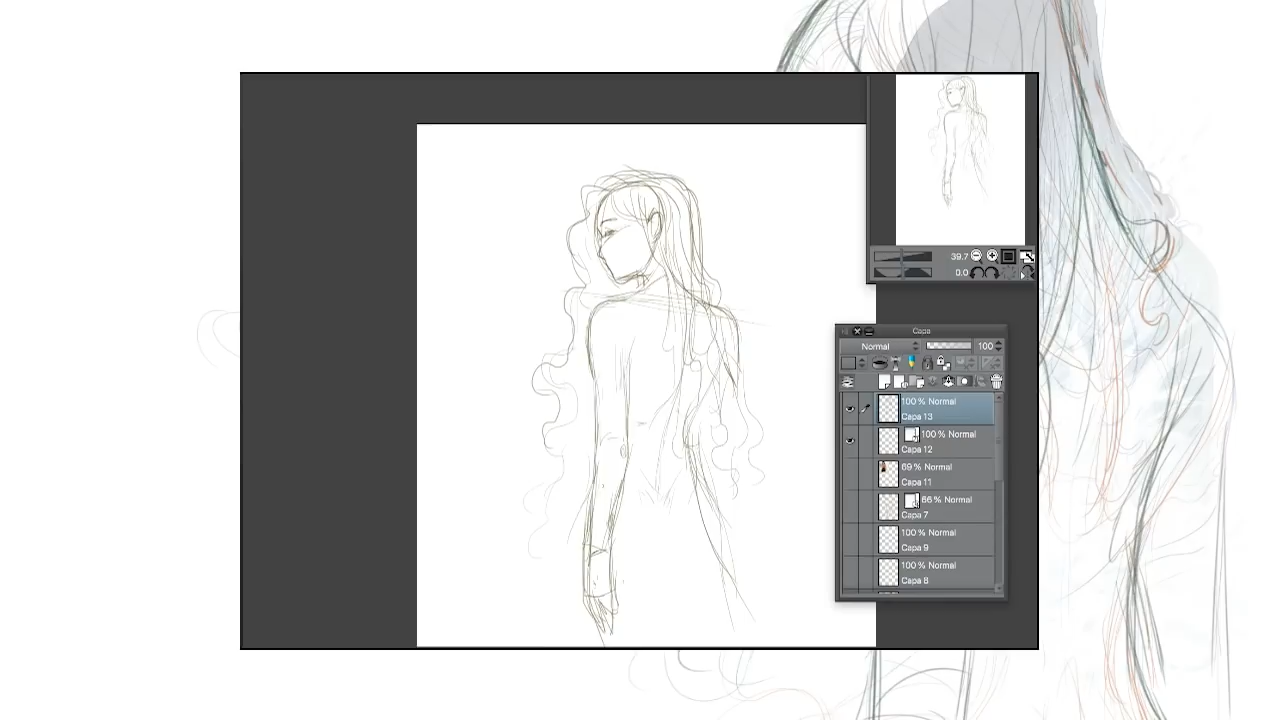 39.7
0.0
Capa
Normal
100
100 % Normal
Capa 13
100 % Normal
Capa 12
69 % Normal
Capa 11
66 % Normal
Capa 7
100 % Normal
Capa 9
100 % Normal
Capa 8